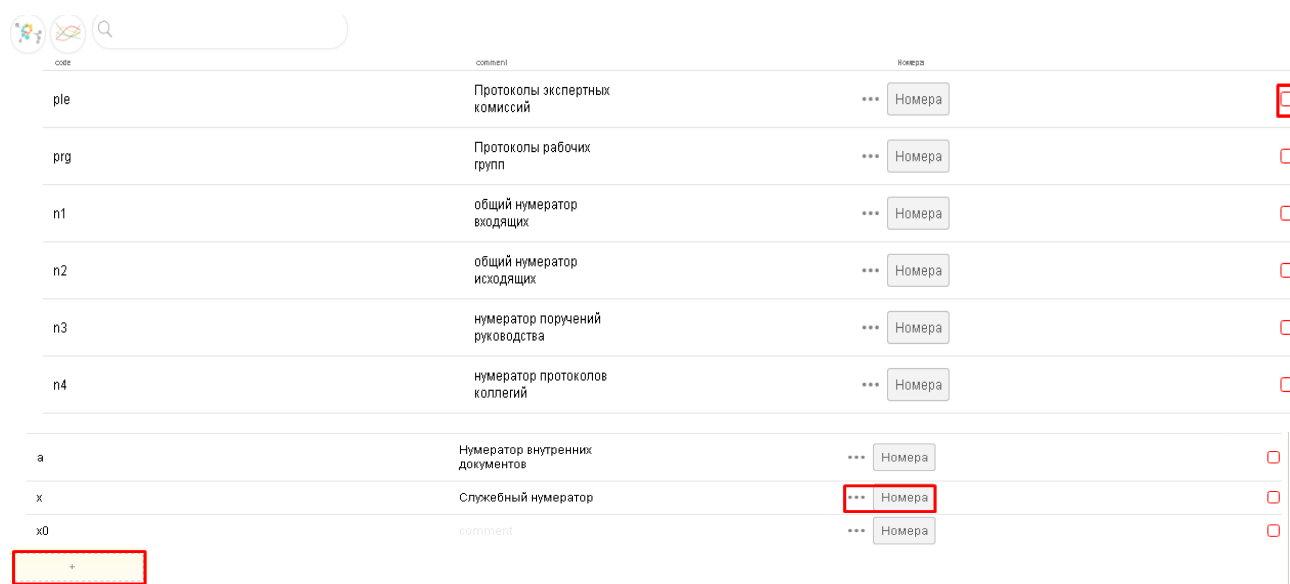 code comment Номера
ple Протоколы экспертных
комиссий ••• Номера
prg Протоколы рабочих
групп ••• Номера
n1 общий нумератор
входящих ••• Номера
n2 общий нумератор
исходящих ••• Номера
n3 нумератор поручений
руководства ••• Номера
n4 нумератор протоколов
коллегий ••• Номера
a Нумератор внутренних
документов ••• Номера
x Служебный нумератор ••• Номера
x0 comment ••• Номера
+